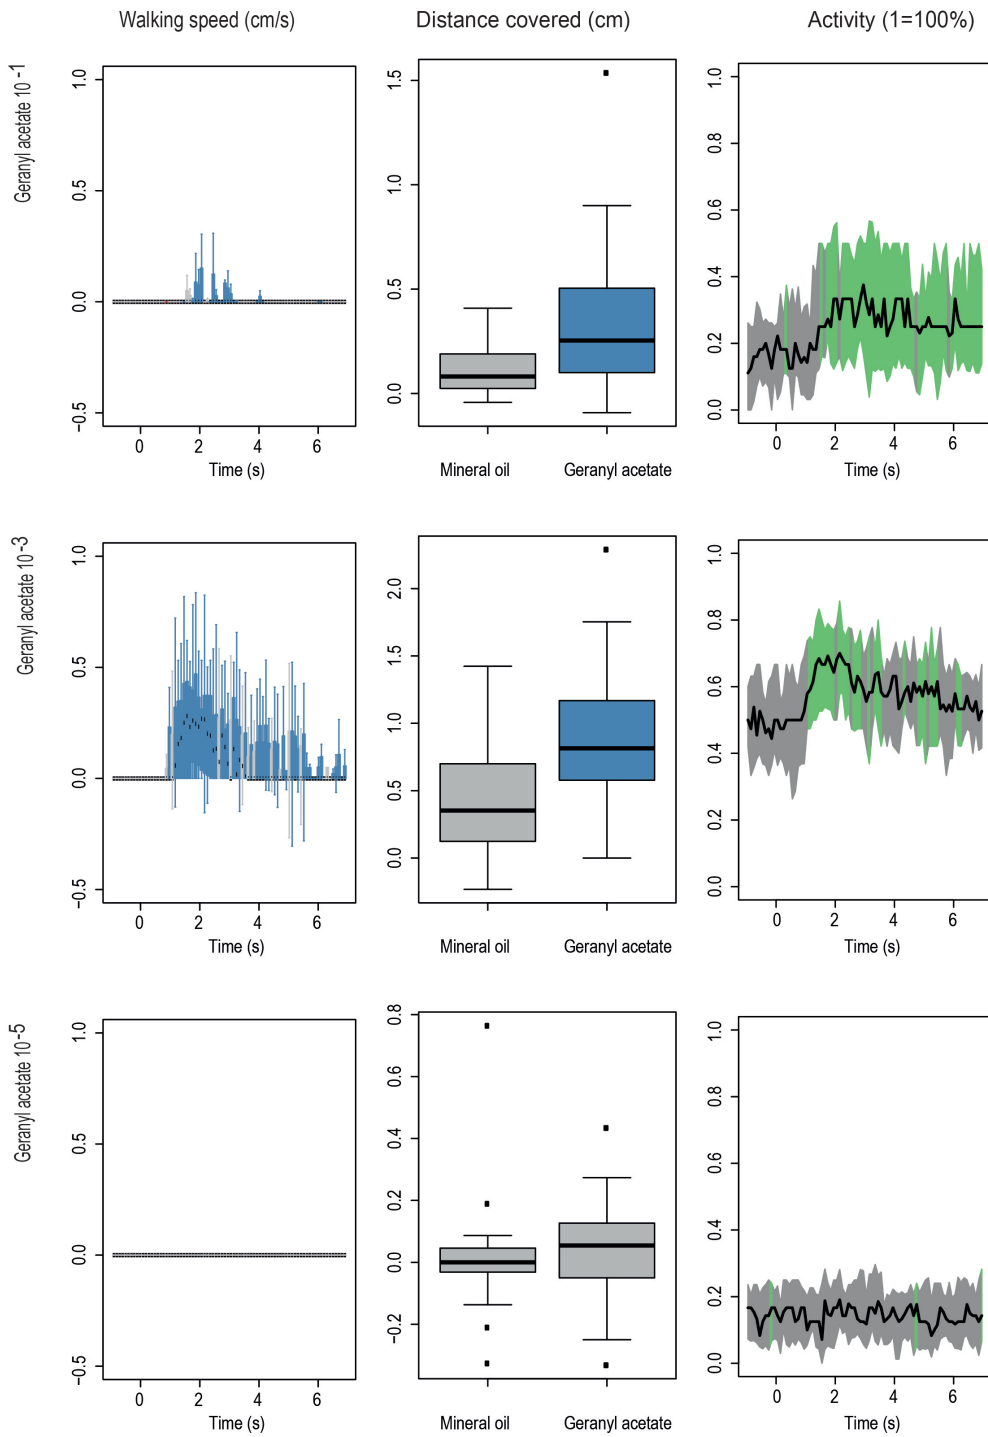 Walking speed (cm/s) Distance covered (cm) Activity (1=100%)
Geranyl acetate 10⁻¹
1.0
0.5
0.0
−0.5
0 2 4 6
Time (s)
1.5
1.0
0.5
0.0
Mineral oil Geranyl acetate
1.0
0.8
0.6
0.4
0.2
0.0
0 2 4 6
Time (s)
Geranyl acetate 10⁻³
1.0
0.5
0.0
−0.5
0 2 4 6
Time (s)
2.0
1.5
1.0
0.5
0.0
Mineral oil Geranyl acetate
1.0
0.8
0.6
0.4
0.2
0.0
0 2 4 6
Time (s)
Geranyl acetate 10⁻⁵
1.0
0.5
0.0
−0.5
0 2 4 6
Time (s)
0.8
0.6
0.4
0.2
0.0
−0.2
Mineral oil Geranyl acetate
1.0
0.8
0.6
0.4
0.2
0.0
0 2 4 6
Time (s)